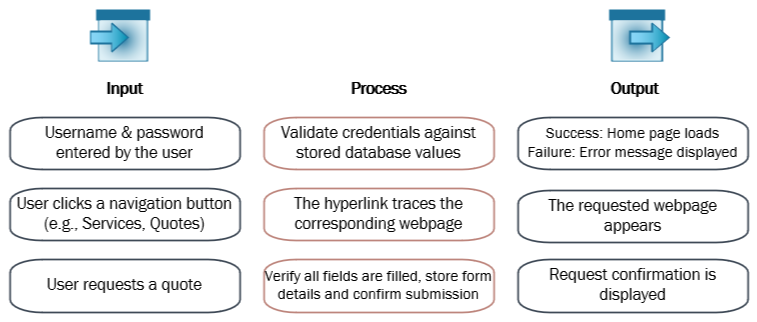 Input
Process
Output
Username & password
entered by the user
Validate credentials against
stored database values
Success: Home page loads
Failure: Error message displayed
User clicks a navigation button
(e.g., Services, Quotes)
The hyperlink traces the
corresponding webpage
The requested webpage
appears
User requests a quote
Verify all fields are filled, store form
details and confirm submission
Request confirmation is
displayed